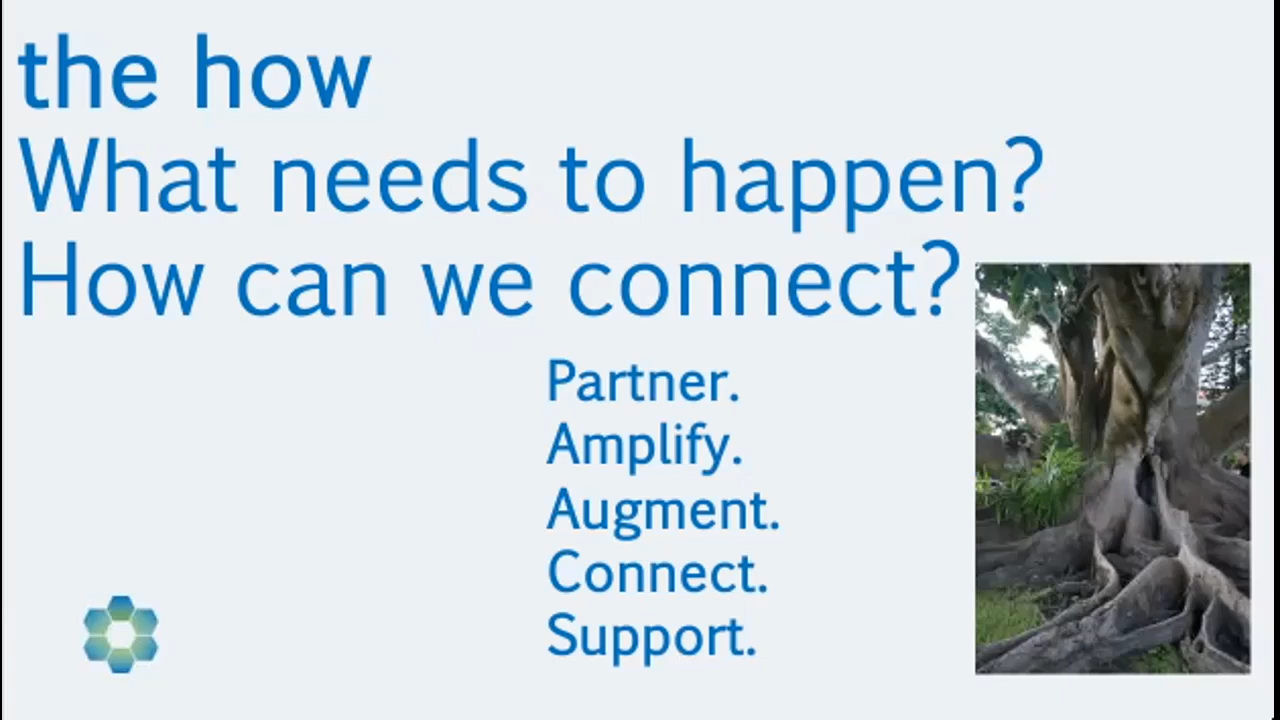 the how
What needs to happen?
How can we connect?
Partner.
Amplify.
Augment.
Connect.
Support.